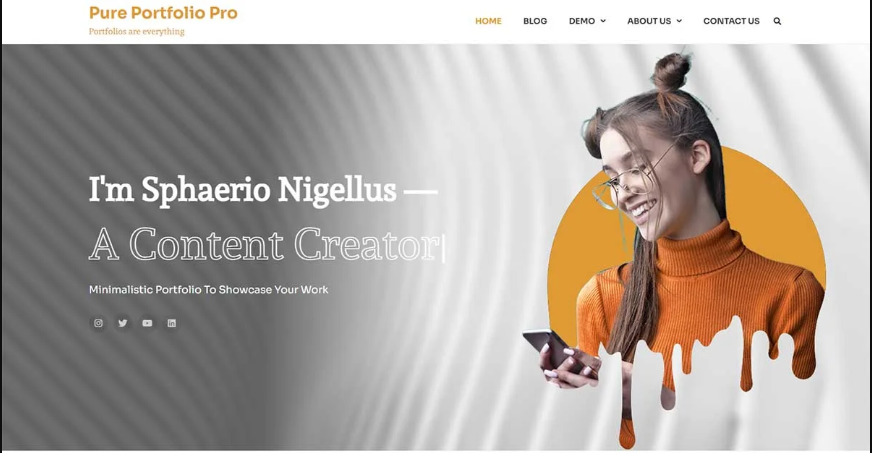 Pure Portfolio Pro
Portfolios are everything
HOME BLOG DEMO ABOUT US CONTACT US
I'm Sphaerio Nigellus —
A Content Creator|
Minimalistic Portfolio To Showcase Your Work